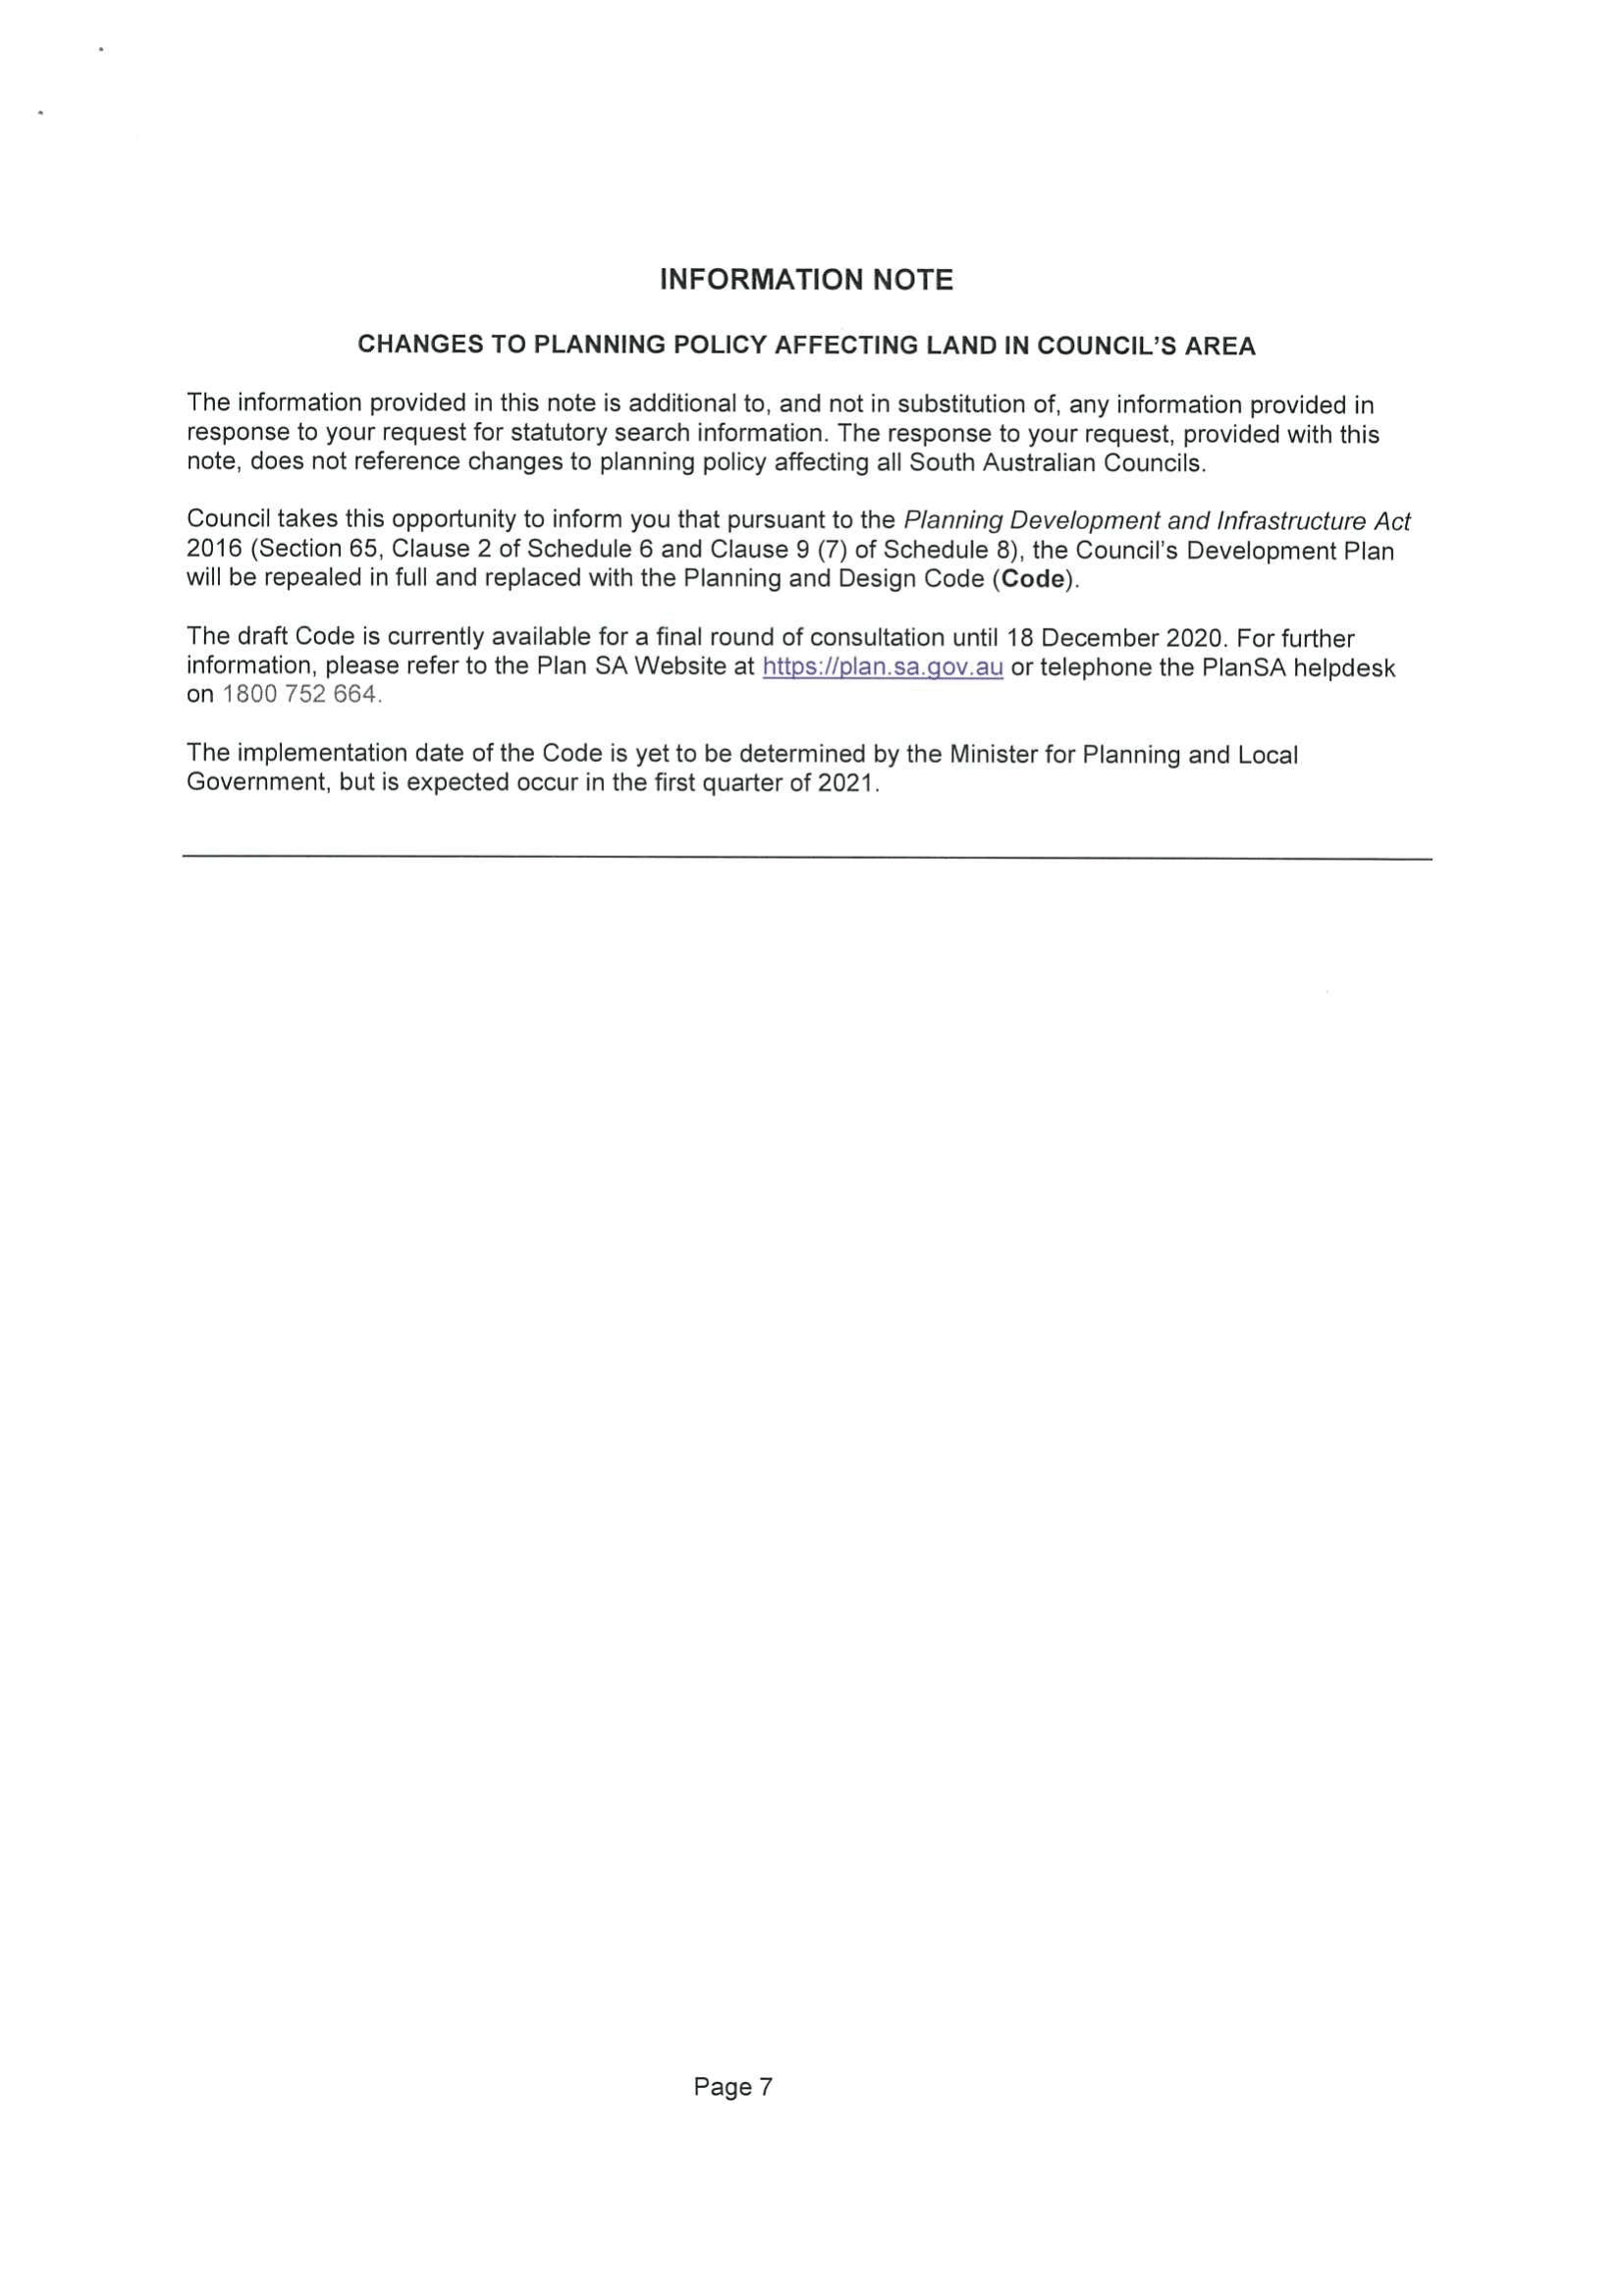 INFORMATION NOTE
CHANGES TO PLANNING POLICY AFFECTING LAND IN COUNCIL'S AREA
The information provided in this note is additional to, and not in substitution of, any information provided in
response to your request for statutory search information. The response to your request, provided with this
note, does not reference changes to planning policy affecting all South Australian Councils.
Council takes this opportunity to inform you that pursuant to the Planning Development and Infrastructure Act
2016 (Section 65, Clause 2 of Schedule 6 and Clause 9 (7) of Schedule 8), the Council's Development Plan
will be repealed in full and replaced with the Planning and Design Code (Code).
The draft Code is currently available for a final round of consultation until 18 December 2020. For further
information, please refer to the Plan SA Website at https://plan.sa.gov.au or telephone the PlanSA helpdesk
on 1800 752 664.
The implementation date of the Code is yet to be determined by the Minister for Planning and Local
Government, but is expected occur in the first quarter of 2021.
Page 7